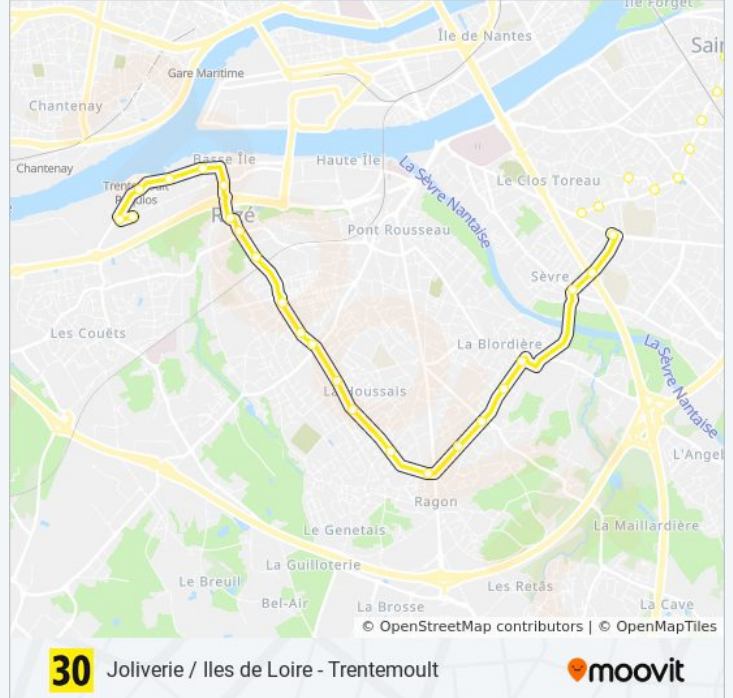 Île Forget
Île de Nantes
Sai
Gare Maritime
Chantenay
Chantenay
Basse Île
Haute Île
La Sèvre Nantaise
Le Clos Toreau
Rezé
Pont Rousseau
Sèvre
Les Couëts
La Blordière
La Sèvre Nantaise
La Houssais
L'Angel
Ragon
La Maillardière
Le Genetais
La Guilloterie
Le Breuil
Les Retâs
Bel-Air
La Brosse
La Cave
© OpenStreetMap contributors | © OpenMapTiles
30 Joliverie / Iles de Loire - Trentemoult
moovit